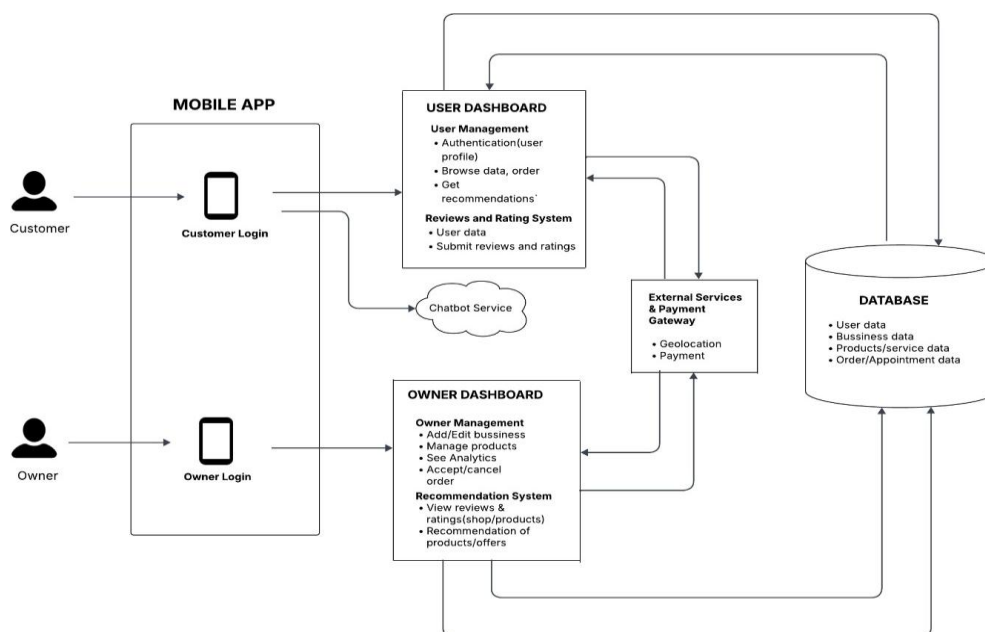 MOBILE APP
Customer
Customer Login
Owner
Owner Login
USER DASHBOARD
User Management
• Authentication(user
profile)
• Browse data, order
• Get
recommendations`
Reviews and Rating System
• User data
• Submit reviews and ratings
Chatbot Service
OWNER DASHBOARD
Owner Management
• Add/Edit bussiness
• Manage products
• See Analytics
• Accept/cancel
order
Recommendation System
• View reviews &
ratings(shop/products)
• Recommendation of
products/offers
External Services
& Payment
Gateway
• Geolocation
• Payment
DATABASE
• User data
• Bussiness data
• Products/service data
• Order/Appointment data